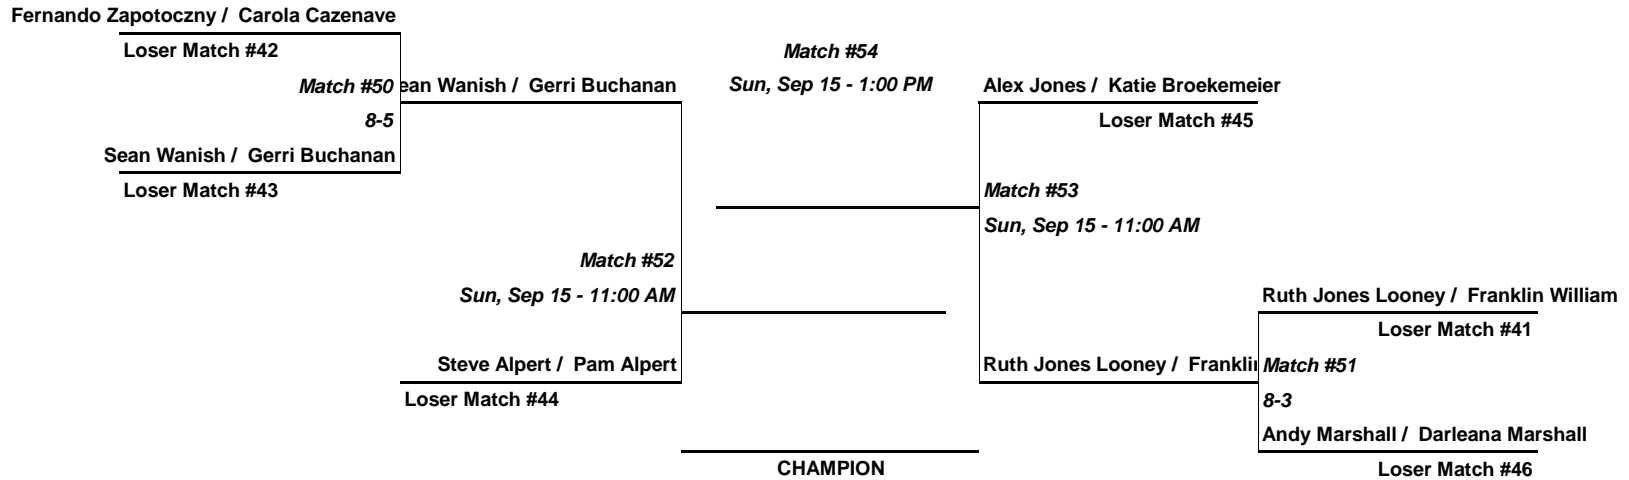 Fernando Zapotoczny / Carola Cazenave
Loser Match #42
Match #50
8-5
Sean Wanish / Gerri Buchanan
Loser Match #43
ean Wanish / Gerri Buchanan
Match #52
Sun, Sep 15 - 11:00 AM
Steve Alpert / Pam Alpert
Loser Match #44
Match #54
Sun, Sep 15 - 1:00 PM
CHAMPION
Alex Jones / Katie Broekemeier
Loser Match #45
Match #53
Sun, Sep 15 - 11:00 AM
Ruth Jones Looney / Franklin
Ruth Jones Looney / Franklin William
Loser Match #41
Match #51
8-3
Andy Marshall / Darleana Marshall
Loser Match #46